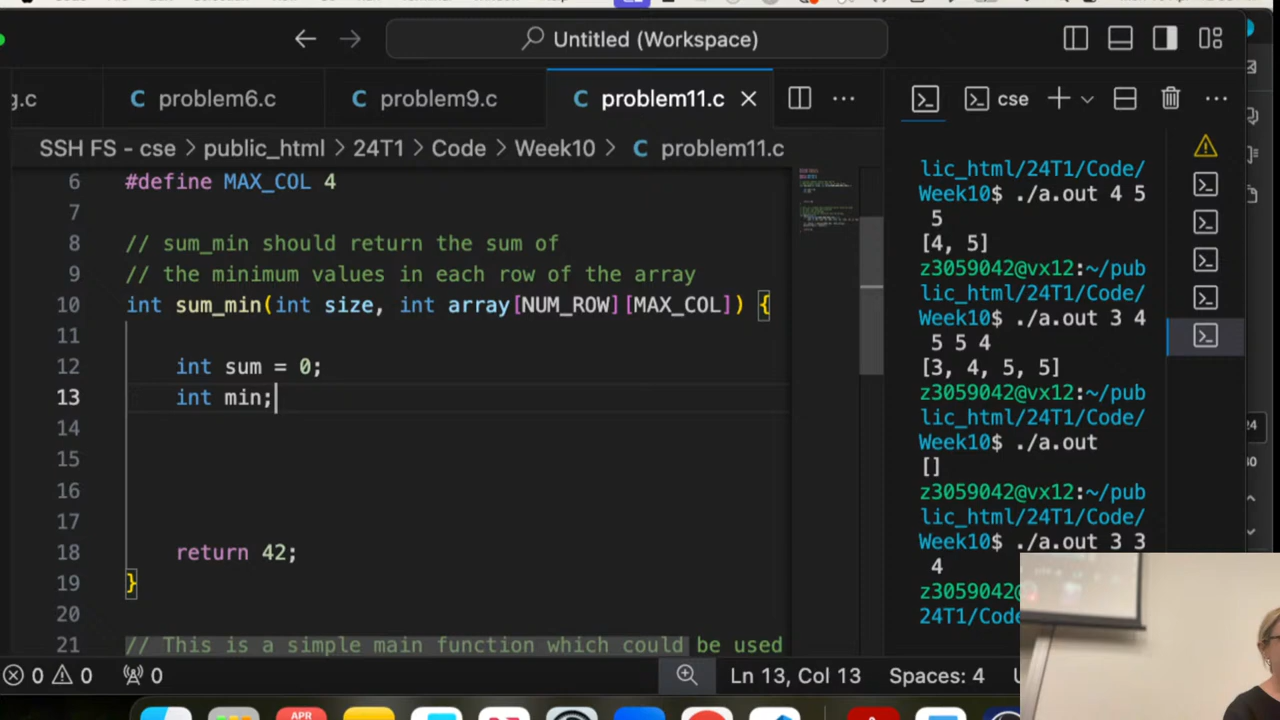 Untitled (Workspace)
g.c
problem6.c
problem9.c
problem11.c
cse
SSH FS - cse > public_html > 24T1 > Code > Week10 > C problem11.c
6 #define MAX_COL 4
7
8 // sum_min should return the sum of
9 // the minimum values in each row of the array
10 int sum_min(int size, int array[NUM_ROW][MAX_COL]) {
11
12 int sum = 0;
13 int min;
14
15
16
17
18 return 42;
19 }
20
21 // This is a simple main function which could be used
lic_html/24T1/Code/
Week10$ ./a.out 4 5
5
[4, 5]
z3059042@vx12:~/pub
lic_html/24T1/Code/
Week10$ ./a.out 3 4
5 5 4
[3, 4, 5, 5]
z3059042@vx12:~/pub
lic_html/24T1/Code/
Week10$ ./a.out
[]
z3059042@vx12:~/pub
lic_html/24T1/Code/
Week10$ ./a.out 3 3
4
z3059042@
24T1/Cod
0 0 0
Ln 13, Col 13
Spaces: 4
APR